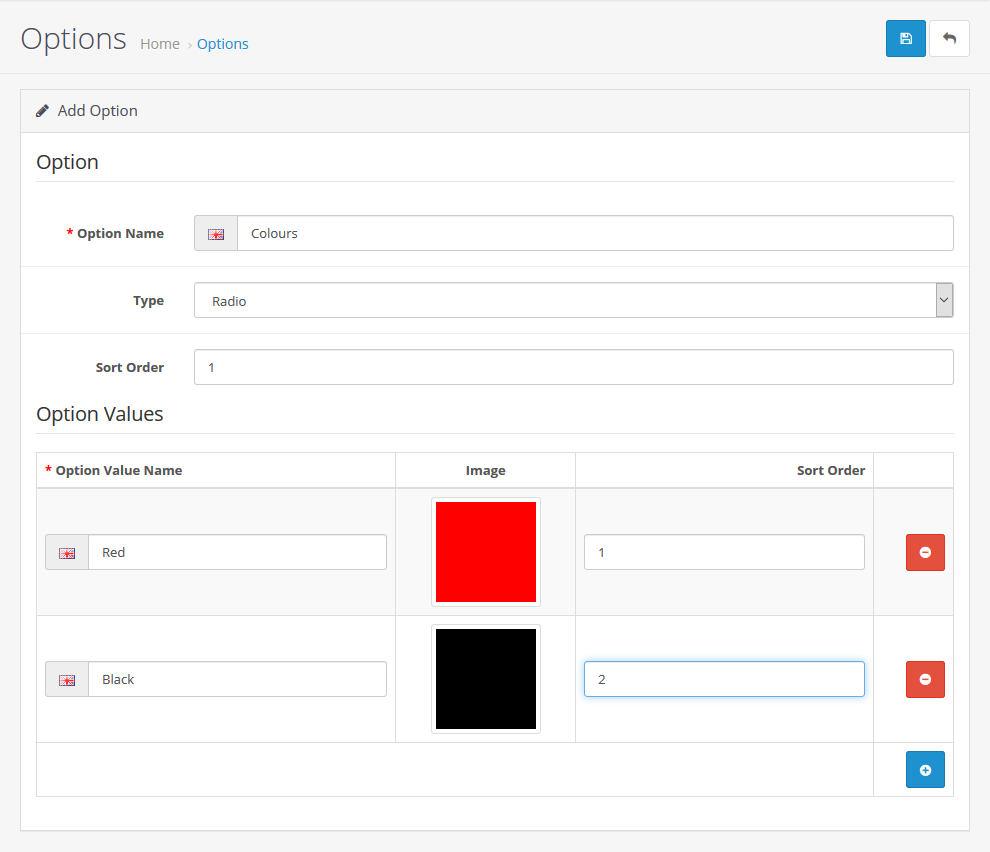 Options Home › Options
Add Option
Option
* Option Name Colours
Type Radio
Sort Order 1
Option Values
* Option Value Name Image Sort Order
Red 1
Black 2